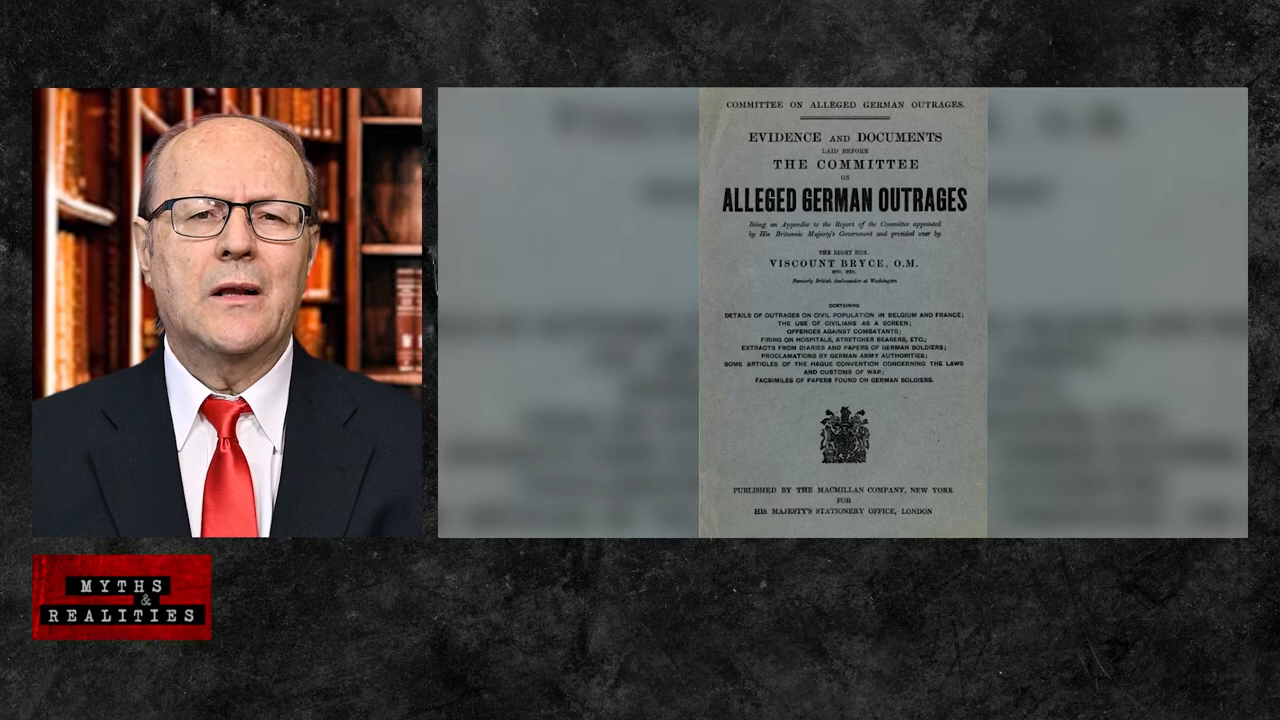 COMMITTEE ON ALLEGED GERMAN OUTRAGES.
EVIDENCE AND DOCUMENTS
LAID BEFORE
THE COMMITTEE
ON
ALLEGED GERMAN OUTRAGES
Being an Appendix to the Report of the Committee appointed
by His Britannic Majesty's Government and presided over by
THE RIGHT HON.
VISCOUNT BRYCE, O.M.
ETC. ETC.
Formerly British Ambassador at Washington
CONTAINING
DETAILS OF OUTRAGES ON CIVIL POPULATION IN BELGIUM AND FRANCE;
THE USE OF CIVILIANS AS A SCREEN;
OFFENCES AGAINST COMBATANTS;
FIRING ON HOSPITALS, STRETCHER BEARERS, ETC.;
EXTRACTS FROM DIARIES AND PAPERS OF GERMAN SOLDIERS;
PROCLAMATIONS BY GERMAN ARMY AUTHORITIES;
SOME ARTICLES OF THE HAGUE CONVENTION CONCERNING THE LAWS
AND CUSTOMS OF WAR;
FACSIMILES OF PAPERS FOUND ON GERMAN SOLDIERS.
PUBLISHED BY THE MACMILLAN COMPANY, NEW YORK
FOR
HIS MAJESTY'S STATIONERY OFFICE, LONDON
MYTHS
&
REALITIES